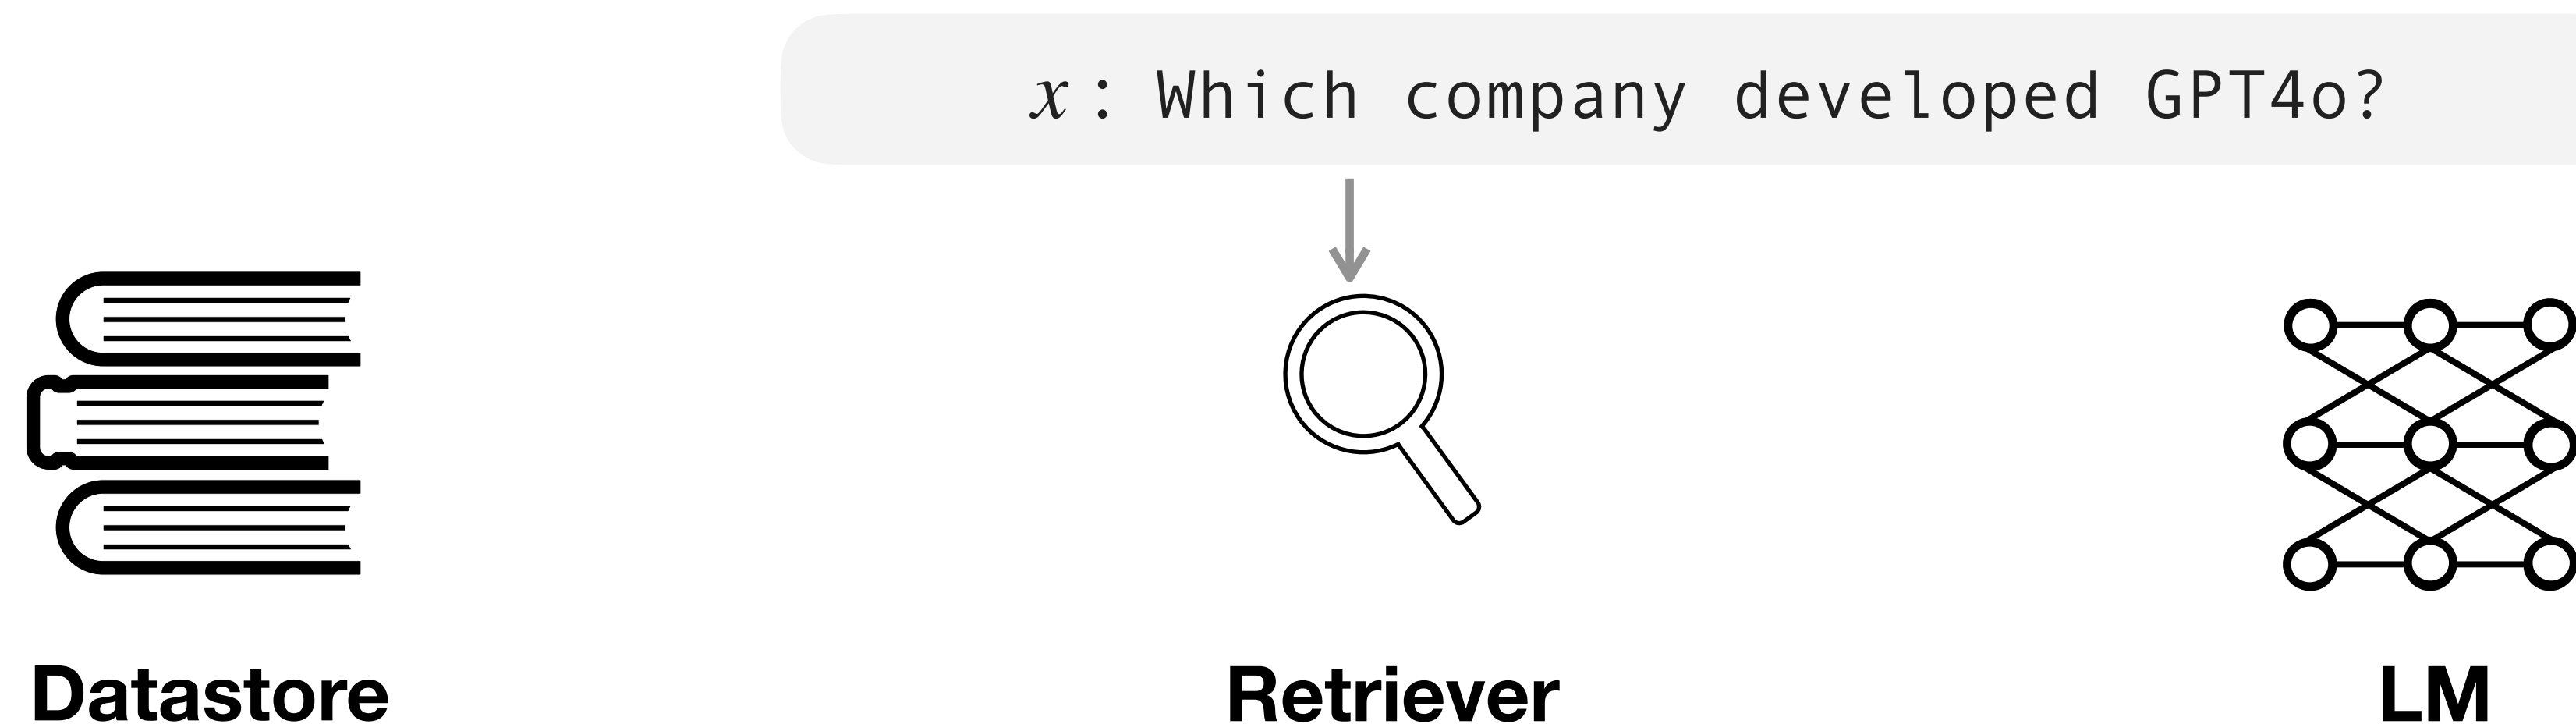 x: Which company developed GPT4o?
Datastore
Retriever
LM